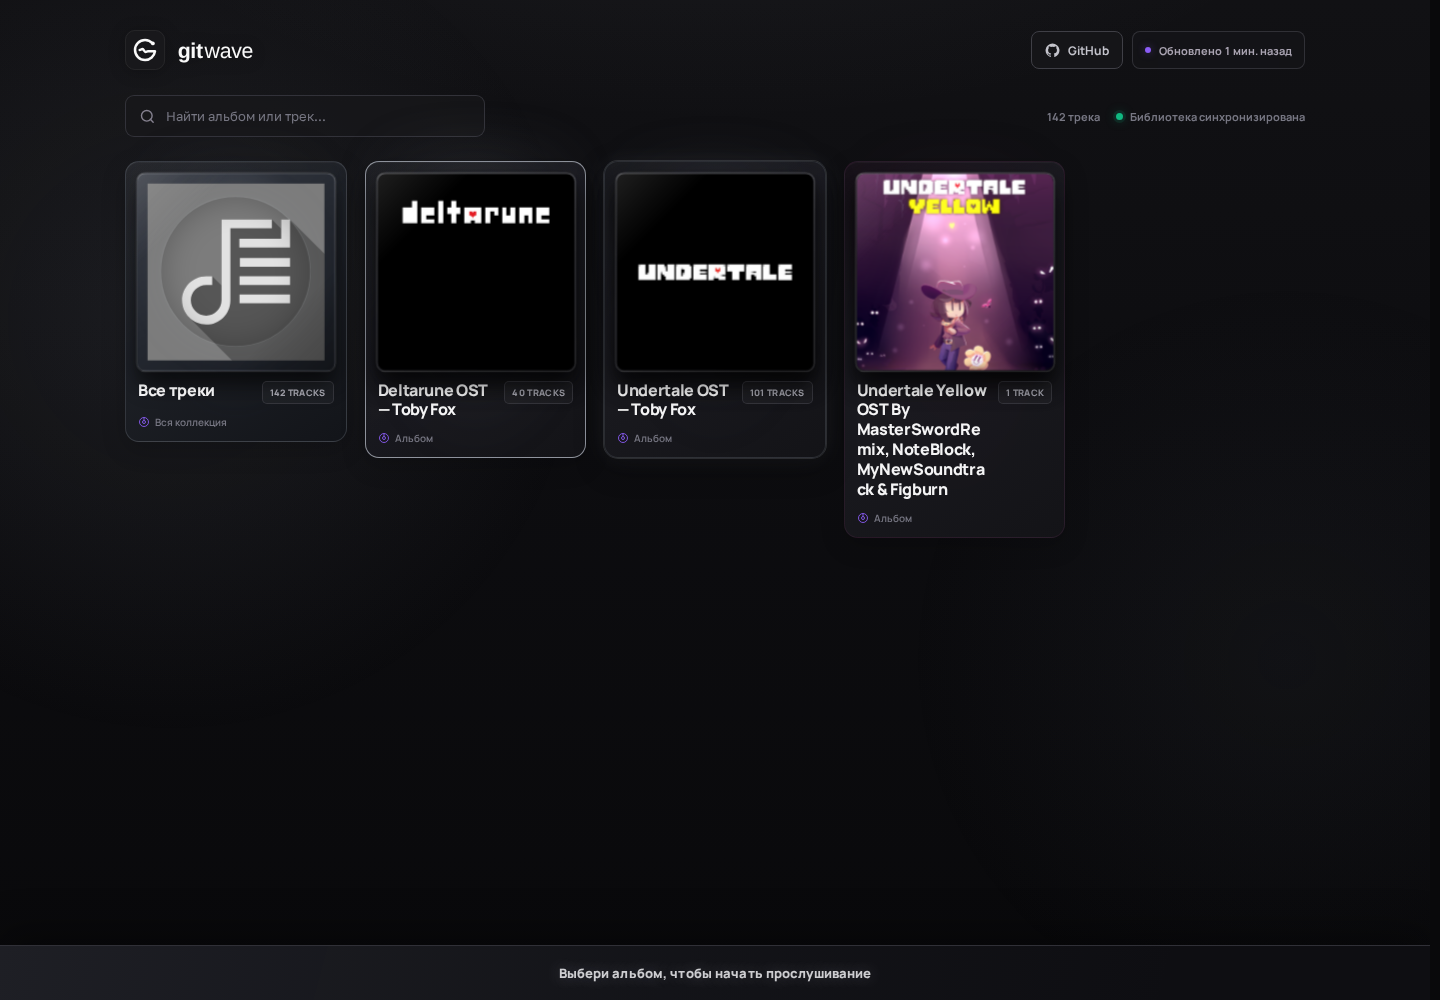 gitwave
GitHub
Обновлено 1 мин. назад
Найти альбом или трек...
142 трека
Библиотека синхронизирована
deltarune
UNDERTALE
UNDERTALE
YELLOW
Все треки
142 TRACKS
Вся коллекция
Deltarune OST
— Toby Fox
40 TRACKS
Альбом
Undertale OST
— Toby Fox
101 TRACKS
Альбом
Undertale Yellow
OST By
MasterSwordRe
mix, NoteBlock,
MyNewSoundtra
ck & Figburn
1 TRACK
Альбом
Выбери альбом, чтобы начать прослушивание